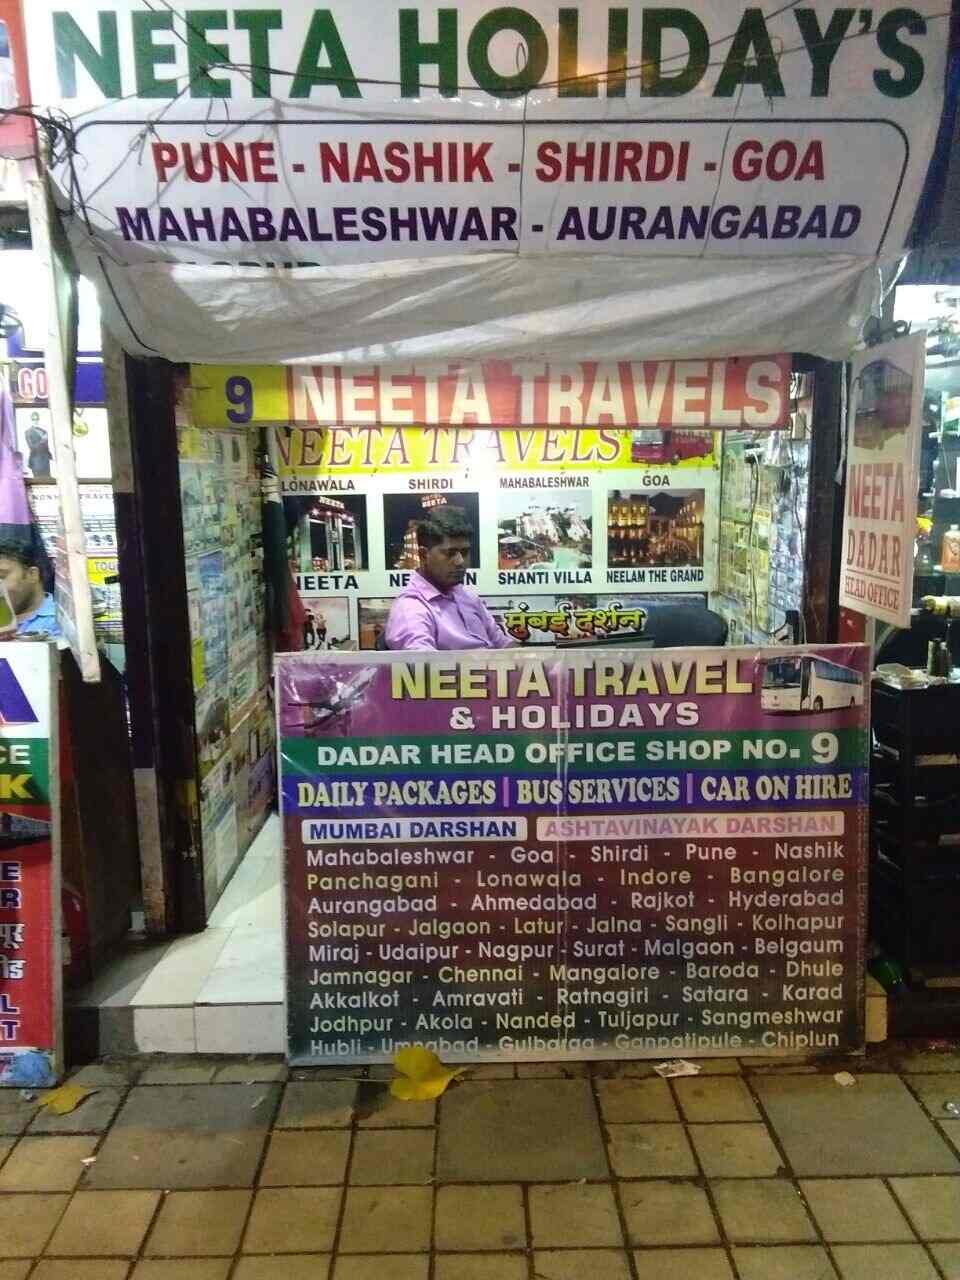 NEETA HOLIDAY'S
PUNE - NASHIK - SHIRDI - GOA
MAHABALESHWAR - AURANGABAD
9 NEETA TRAVELS
NEETA TRAVELS
LONAWALA SHIRDI MAHABALESHWAR GOA
NEETA SHANTI VILLA NEELAM THE GRAND
मुंबई दर्शन
GO
TOU
NEETA
DADAR
HEAD OFFICE
NEETA TRAVEL
& HOLIDAYS
DADAR HEAD OFFICE SHOP NO. 9
DAILY PACKAGES | BUS SERVICES | CAR ON HIRE
MUMBAI DARSHAN ASHTAVINAYAK DARSHAN
Mahabaleshwar - Goa - Shirdi - Pune - Nashik
Panchagani - Lonawala - Indore - Bangalore
Aurangabad - Ahmedabad - Rajkot - Hyderabad
Solapur - Jalgaon - Latur - Jalna - Sangli - Kolhapur
Miraj - Udaipur - Nagpur - Surat - Malgaon - Belgaum
Jamnagar - Chennai - Mangalore - Baroda - Dhule
Akkalkot - Amravati - Ratnagiri - Satara - Karad
Jodhpur - Akola - Nanded - Tuljapur - Sangmeshwar
Hubli - Umnabad - Gulbarga - Ganpatipule - Chiplun